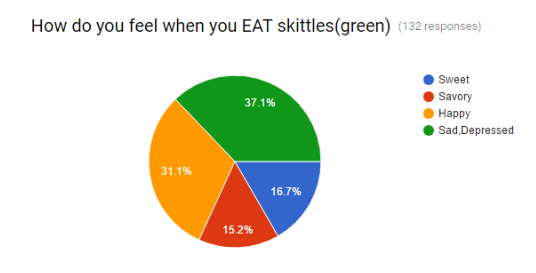 How do you feel when you EAT skittles(green) (132 responses)
37.1%
31.1%
16.7%
15.2%
Sweet
Savory
Happy
Sad,Depressed